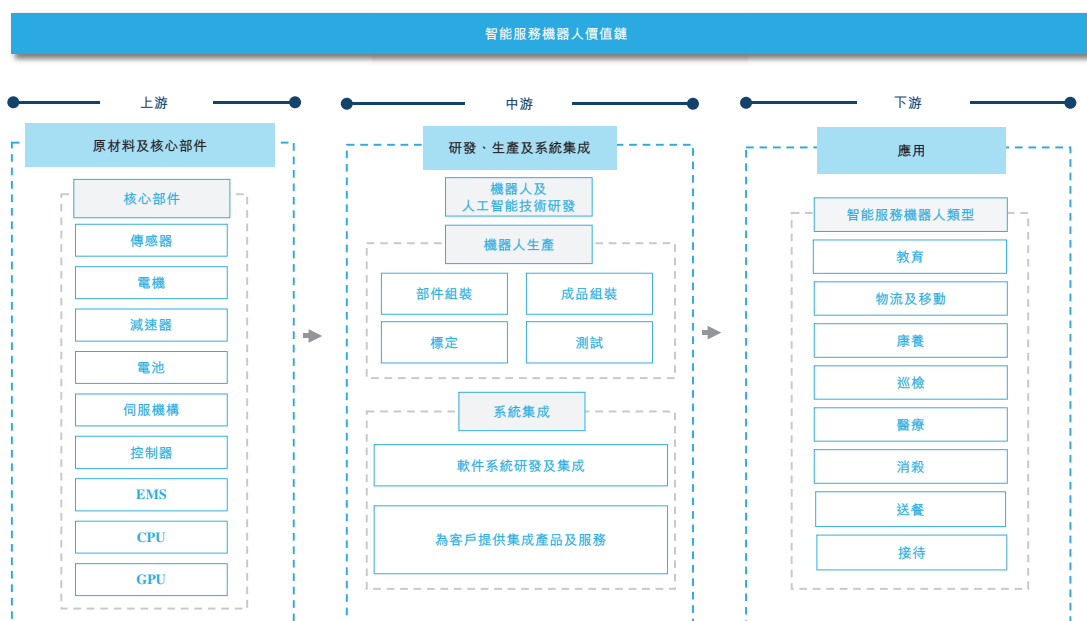 智能服務機器人價值鏈
上游
原材料及核心部件
核心部件
傳感器
電機
減速器
電池
伺服機構
控制器
EMS
CPU
GPU
中游
研發、生產及系統集成
機器人及
人工智能技術研發
機器人生產
部件組裝
成品組裝
標定
測試
系統集成
軟件系統研發及集成
為客戶提供集成產品及服務
下游
應用
智能服務機器人類型
教育
物流及移動
康養
巡檢
醫療
消殺
送餐
接待